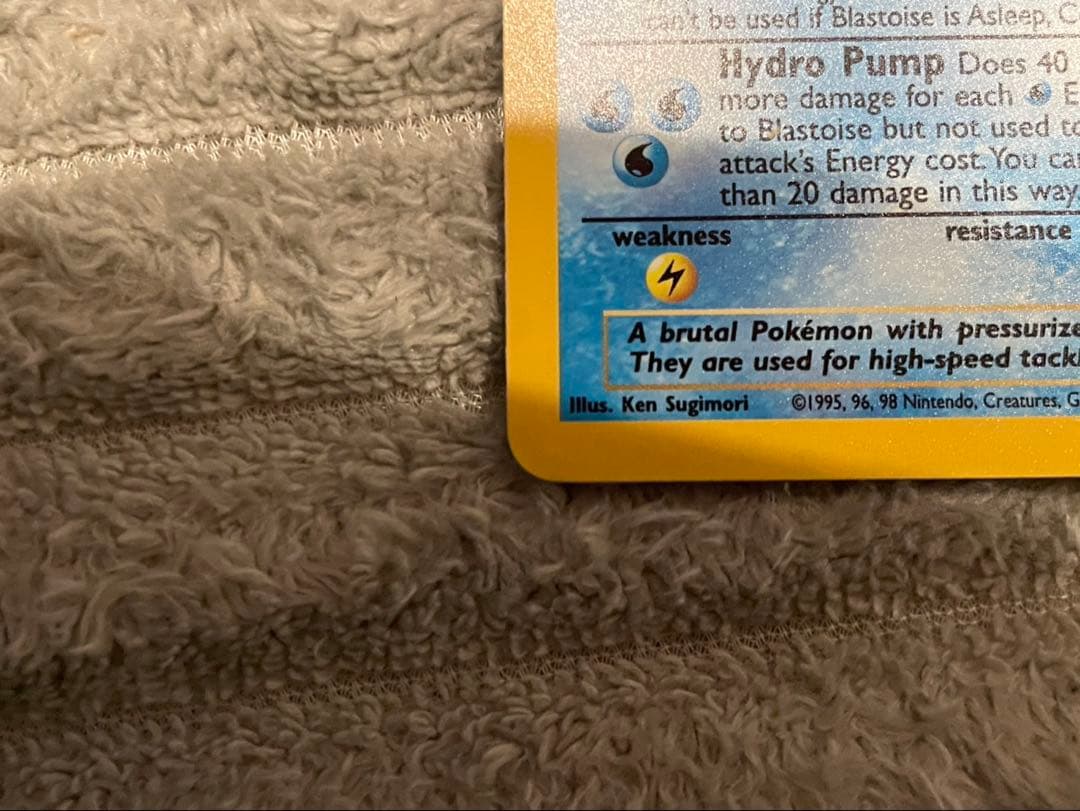 can't be used if Blastoise is Asleep, C
Hydro Pump Does 40
more damage for each E
to Blastoise but not used to
attack's Energy cost. You can
than 20 damage in this way.
weakness resistance
A brutal Pokémon with pressurize
They are used for high-speed tackl
Illus. Ken Sugimori ©1995, 96, 98 Nintendo, Creatures, G